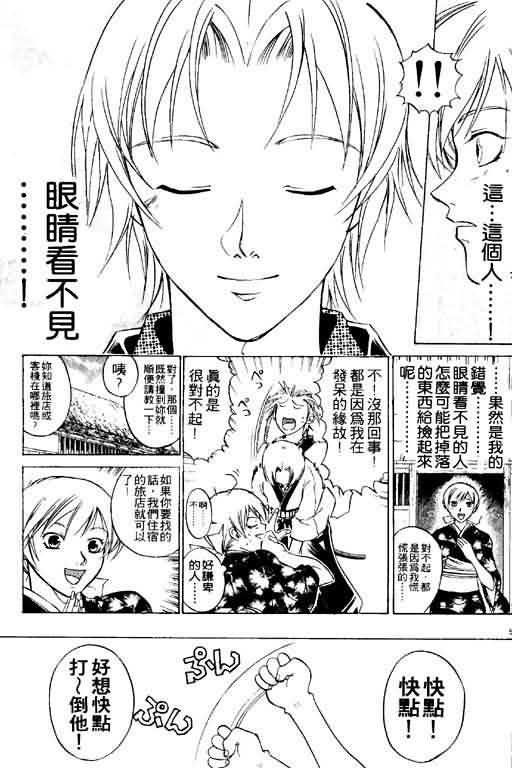 ！！
這…這個人
………！
眼睛看不見
………！
………果然是我的
錯覺————
眼睛看不見的人
怎麼可能把掉落
的東西給撿起來
呢
對不起，都
是因為我慌
慌張張的…
不！沒那回事！
都是因為我在
發呆的緣故！
真的是
很對不起！
…不啊
好謙卑
的人…
對了，那個——
既然撞到妳就
順便請教一下…
咦？
妳知道旅店或
客棧在哪裡嗎？
如果你要找的
話，我們住宿
的旅店就可以
了——
快點！
快點！
ぷん
ぷん
好想快點
打～倒他！